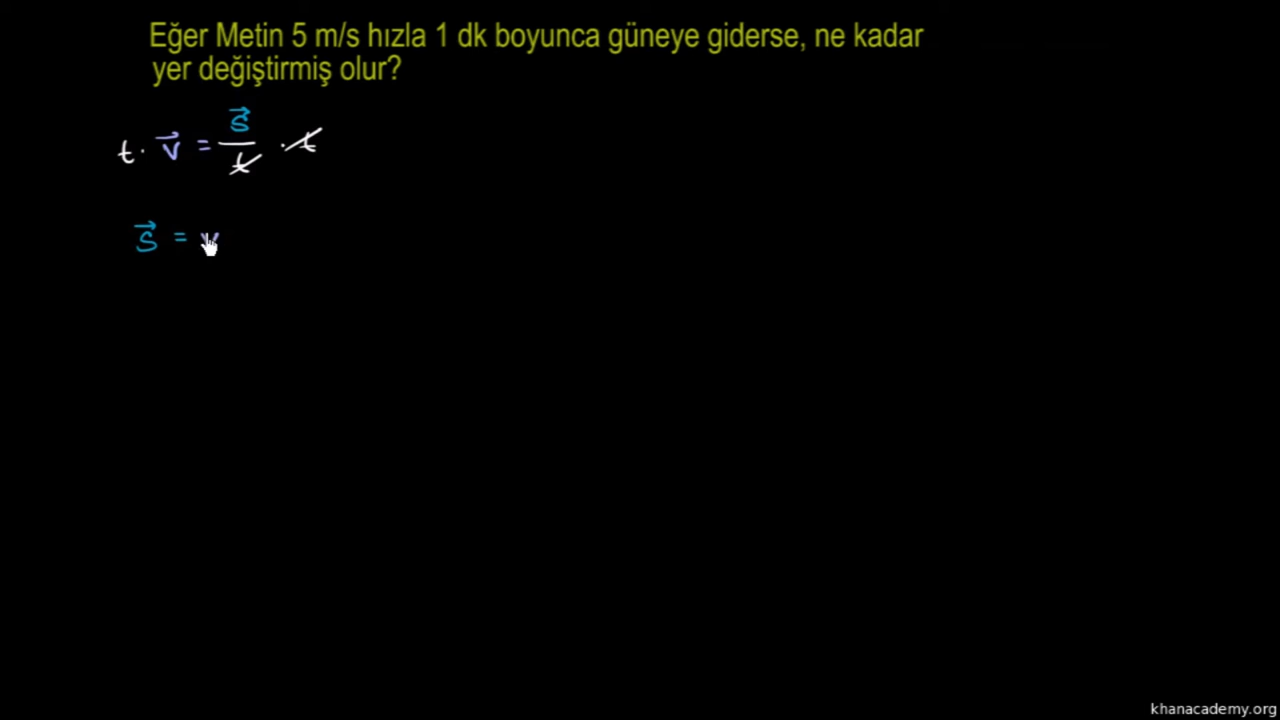 Eğer Metin 5 m/s hızla 1 dk boyunca güneye giderse, ne kadar
yer değiştirmiş olur?
t · v⃗ = s⃗ / t · t
s⃗ = v
khanacademy.org